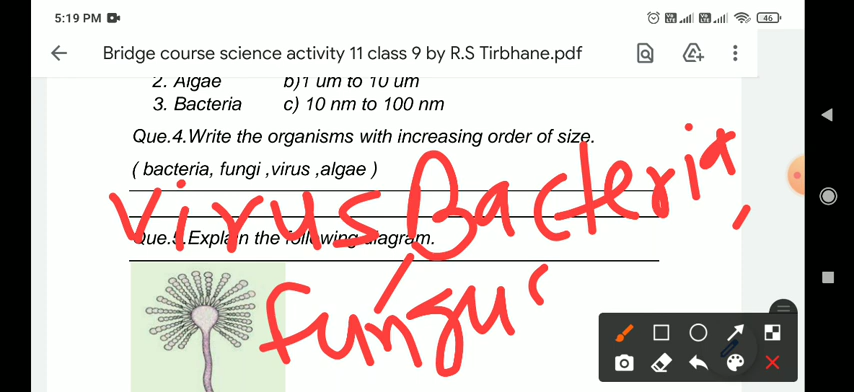 5:19 PM
46
Bridge course science activity 11 class 9 by R.S Tirbhane.pdf
2. Algae b)1 um to 10 um
3. Bacteria c) 10 nm to 100 nm
Que.4.Write the organisms with increasing order of size.
( bacteria, fungi ,virus ,algae )
virus Bacteria,
Que.5.Explain the following diagram.
fungu